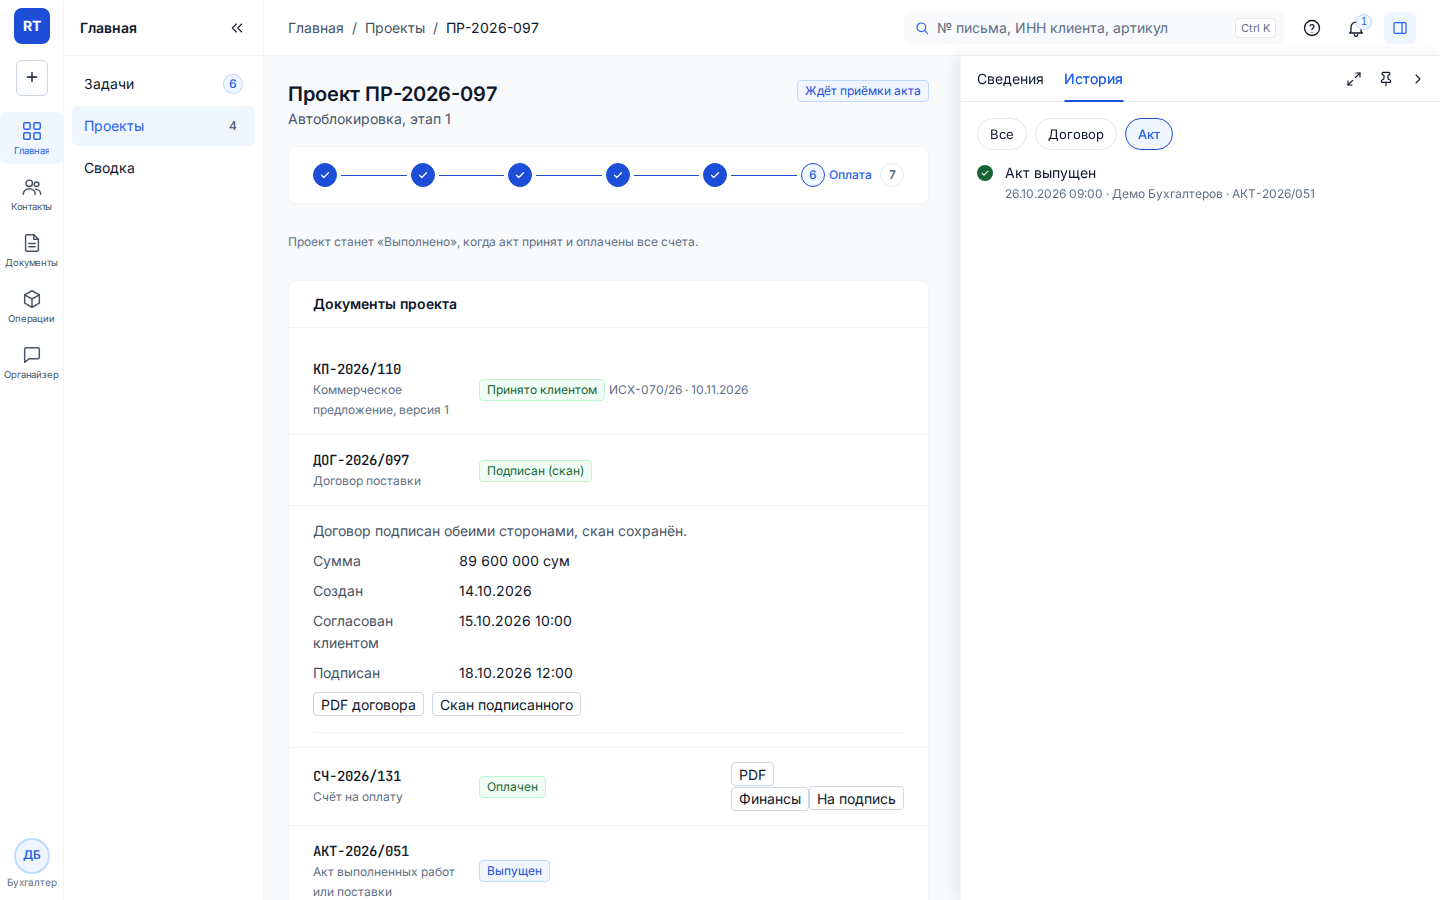 RT
Главная
Главная / Проекты / ПР-2026-097
№ письма, ИНН клиента, артикул
Ctrl K
1
Задачи
6
Проекты
4
Сводка
Главная
Контакты
Документы
Операции
Органайзер
ДБ
Бухгалтер
Проект ПР-2026-097
Ждёт приёмки акта
Автоблокировка, этап 1
6 Оплата 7
Проект станет «Выполнено», когда акт принят и оплачены все счета.
Документы проекта
КП-2026/110
Коммерческое
предложение, версия 1
Принято клиентом ИСХ-070/26 · 10.11.2026
ДОГ-2026/097
Договор поставки
Подписан (скан)
Договор подписан обеими сторонами, скан сохранён.
Сумма 89 600 000 сум
Создан 14.10.2026
Согласован
клиентом
15.10.2026 10:00
Подписан 18.10.2026 12:00
PDF договора Скан подписанного
СЧ-2026/131
Счёт на оплату
Оплачен
PDF
Финансы На подпись
АКТ-2026/051
Акт выполненных работ
или поставки
Выпущен
Сведения История
Все Договор Акт
Акт выпущен
26.10.2026 09:00 · Демо Бухгалтеров · АКТ-2026/051